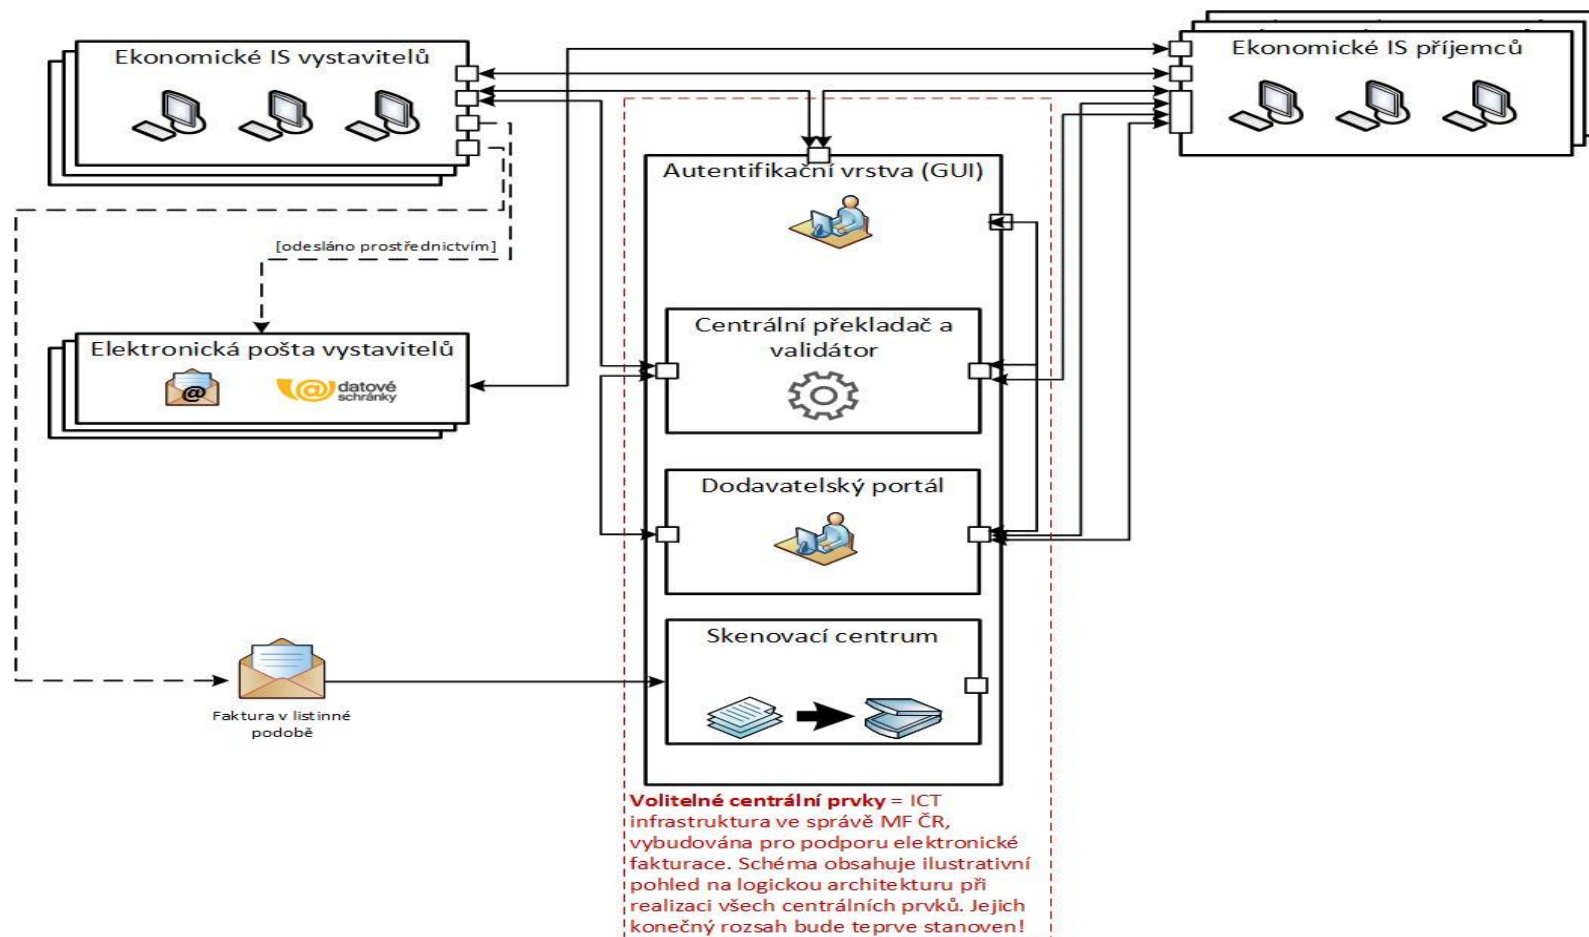 Ekonomické IS vystavitelů
Ekonomické IS příjemců
Autentifikační vrstva (GUI)
[odesláno prostřednictvím]
Centrální překladač a
validátor
Elektronická pošta vystavitelů
@
@ datové
schránky
Dodavatelský portál
Skenovací centrum
Faktura v listinné
podobě
Volitelné centrální prvky = ICT
infrastruktura ve správě MF ČR,
vybudována pro podporu elektronické
fakturace. Schéma obsahuje ilustrativní
pohled na logickou architekturu při
realizaci všech centrálních prvků. Jejich
konečný rozsah bude teprve stanoven!